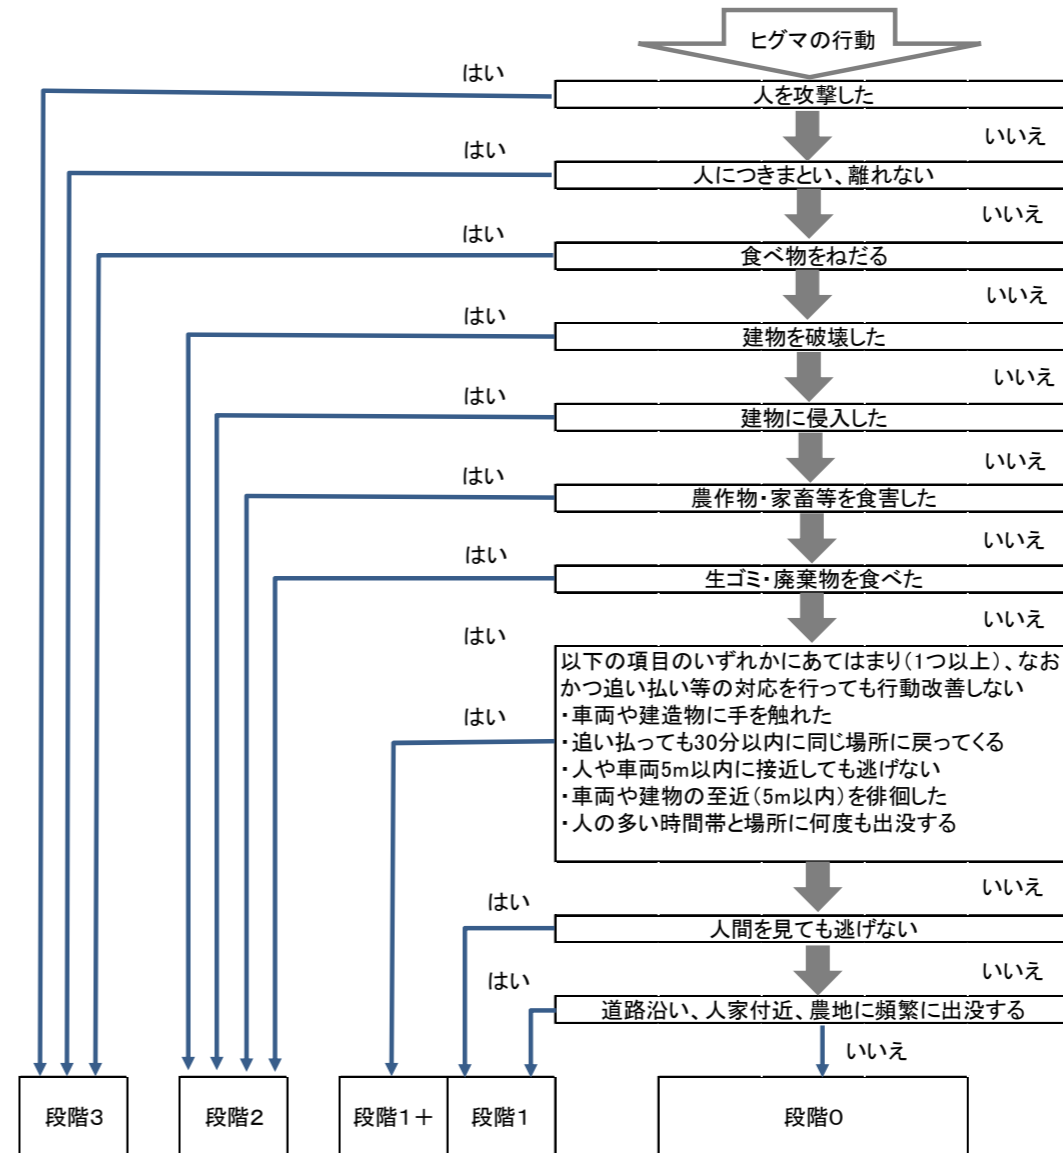 ヒグマの行動
はい
人を攻撃した
いいえ
はい
人につきまとい、離れない
いいえ
はい
食べ物をねだる
いいえ
はい
建物を破壊した
いいえ
はい
建物に侵入した
いいえ
はい
農作物・家畜等を食害した
いいえ
はい
生ゴミ・廃棄物を食べた
いいえ
はい
以下の項目のいずれかにあてはまり(1つ以上)、なお
かつ追い払い等の対応を行っても行動改善しない
・車両や建造物に手を触れた
はい
・追い払っても30分以内に同じ場所に戻ってくる
・人や車両5m以内に接近しても逃げない
・車両や建物の至近(5m以内)を徘徊した
・人の多い時間帯と場所に何度も出没する
いいえ
はい
人間を見ても逃げない
いいえ
はい
道路沿い、人家付近、農地に頻繁に出没する
いいえ
段階3
段階2
段階1+
段階1
段階0